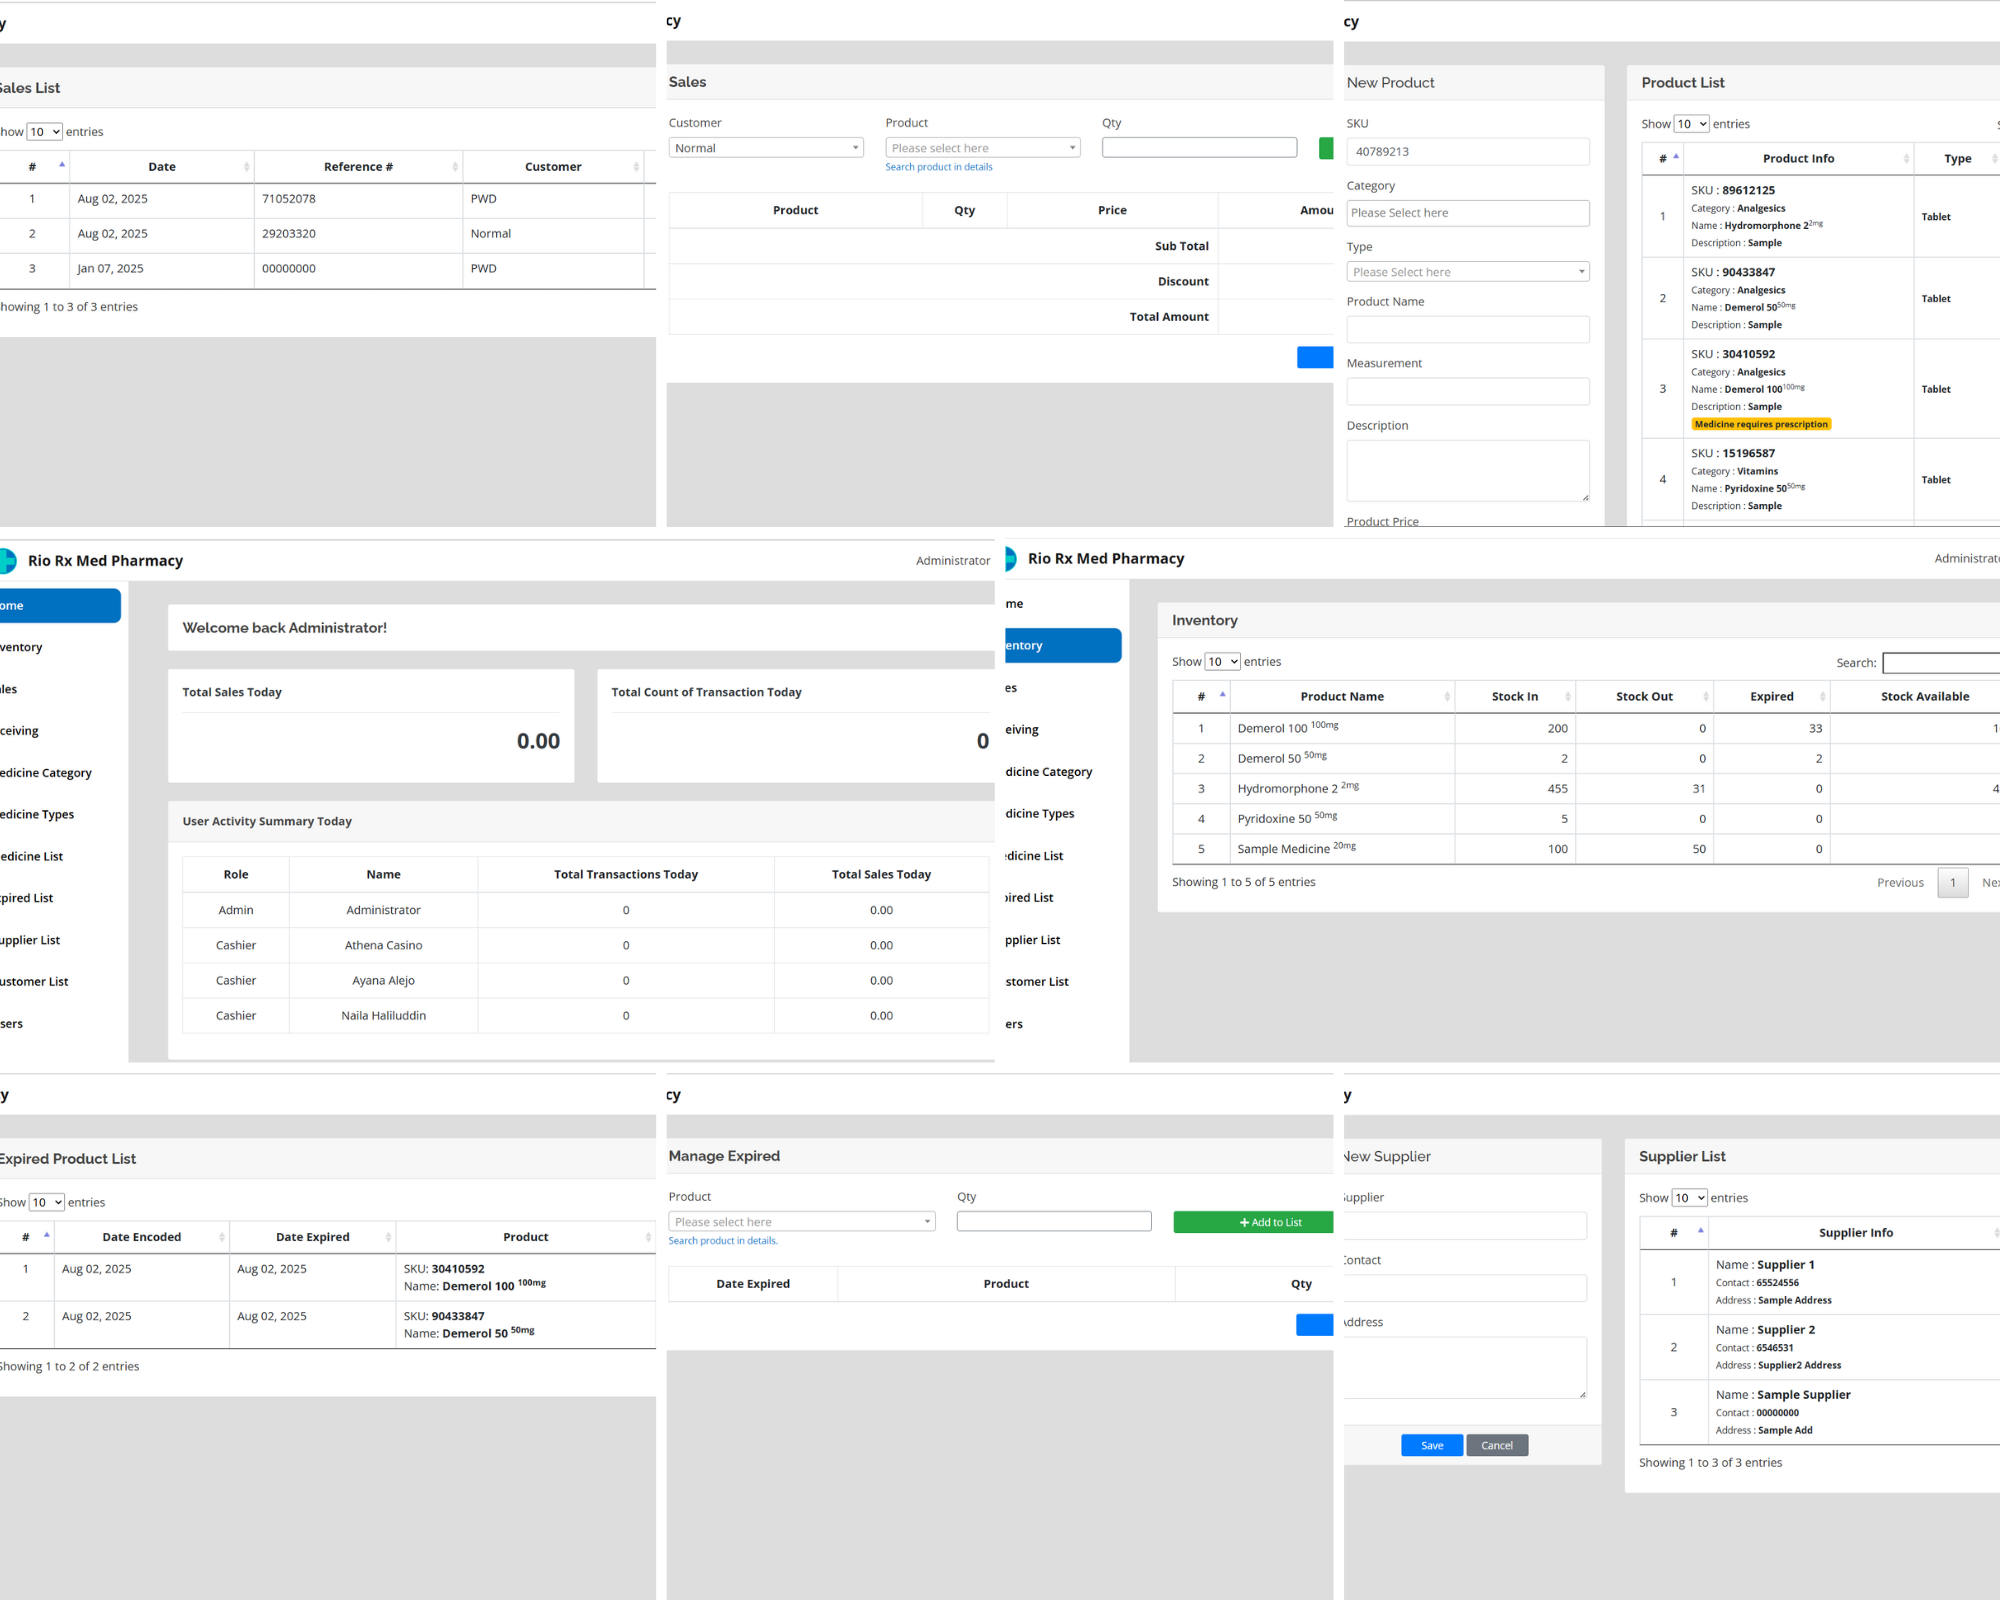 y
Sales List
how 10 entries
# Date Reference # Customer
1 Aug 02, 2025 71052078 PWD
2 Aug 02, 2025 29203320 Normal
3 Jan 07, 2025 00000000 PWD
howing 1 to 3 of 3 entries
cy
Sales
Customer Product Qty
Normal Please select here
Search product in details
Product Qty Price Amou
Sub Total
Discount
Total Amount
cy
New Product
SKU
40789213
Category
Please Select here
Type
Please Select here
Product Name
Measurement
Description
Product Price
Product List
Show 10 entries
# Product Info Type
SKU : 89612125
Category : Analgesics
1 Name : Hydromorphone 2 2mg Tablet
Description : Sample
SKU : 90433847
Category : Analgesics
2 Name : Demerol 50 50mg Tablet
Description : Sample
SKU : 30410592
Category : Analgesics
3 Name : Demerol 100 100mg Tablet
Description : Sample
Medicine requires prescription
SKU : 15196587
Category : Vitamins
4 Name : Pyridoxine 50 50mg Tablet
Description : Sample
Rio Rx Med Pharmacy Administrator
ome
ventory
les
ceiving
edicine Category
edicine Types
edicine List
pired List
upplier List
ustomer List
sers
Welcome back Administrator!
Total Sales Today
0.00
Total Count of Transaction Today
0
User Activity Summary Today
Role Name Total Transactions Today Total Sales Today
Admin Administrator 0 0.00
Cashier Athena Casino 0 0.00
Cashier Ayana Alejo 0 0.00
Cashier Naila Haliluddin 0 0.00
Rio Rx Med Pharmacy Administrato
me
entory
es
eiving
dicine Category
dicine Types
dicine List
ired List
pplier List
stomer List
ers
Inventory
Show 10 entries Search:
# Product Name Stock In Stock Out Expired Stock Available
1 Demerol 100 100mg 200 0 33 1
2 Demerol 50 50mg 2 0 2
3 Hydromorphone 2 2mg 455 31 0 4
4 Pyridoxine 50 50mg 5 0 0
5 Sample Medicine 20mg 100 50 0
Showing 1 to 5 of 5 entries Previous 1 Nex
y
Expired Product List
Show 10 entries
# Date Encoded Date Expired Product
1 Aug 02, 2025 Aug 02, 2025 SKU: 30410592
Name: Demerol 100 100mg
2 Aug 02, 2025 Aug 02, 2025 SKU: 90433847
Name: Demerol 50 50mg
Showing 1 to 2 of 2 entries
cy
Manage Expired
Product Qty
Please select here + Add to List
Search product in details.
Date Expired Product Qty
y
New Supplier
Supplier
Contact
Address
Save Cancel
Supplier List
Show 10 entries
# Supplier Info
Name : Supplier 1
1 Contact : 65524556
Address : Sample Address
Name : Supplier 2
2 Contact : 6546531
Address : Supplier2 Address
Name : Sample Supplier
3 Contact : 00000000
Address : Sample Add
Showing 1 to 3 of 3 entries